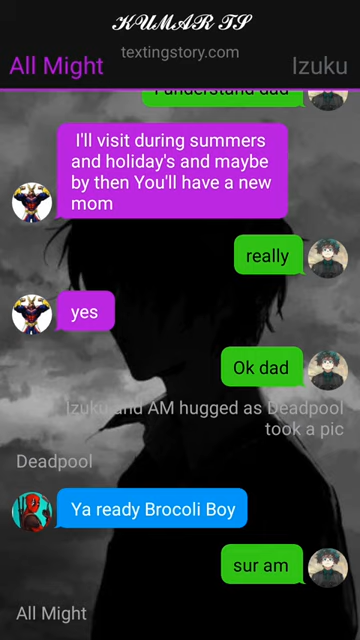 KUMAR TS
textingstory.com
All Might Izuku
I understand dad
I'll visit during summers
and holiday's and maybe
by then You'll have a new
mom
really
yes
Ok dad
Izuku and AM hugged as Deadpool
took a pic
Deadpool
Ya ready Brocoli Boy
sur am
All Might